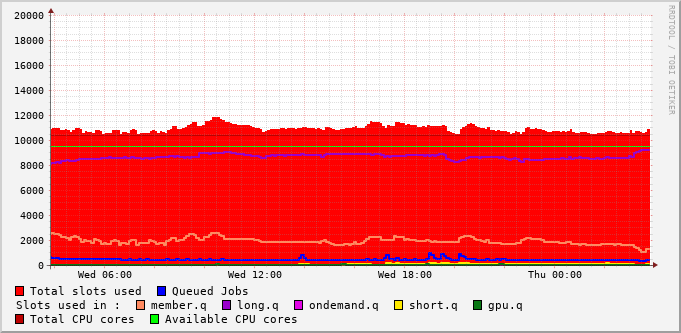 20000
18000
16000
14000
12000
10000
8000
6000
4000
2000
0
Wed 06:00 Wed 12:00 Wed 18:00 Thu 00:00
RRDTOOL / TOBI OETIKER
Total slots used Queued Jobs
Slots used in : member.q long.q ondemand.q short.q gpu.q
Total CPU cores Available CPU cores